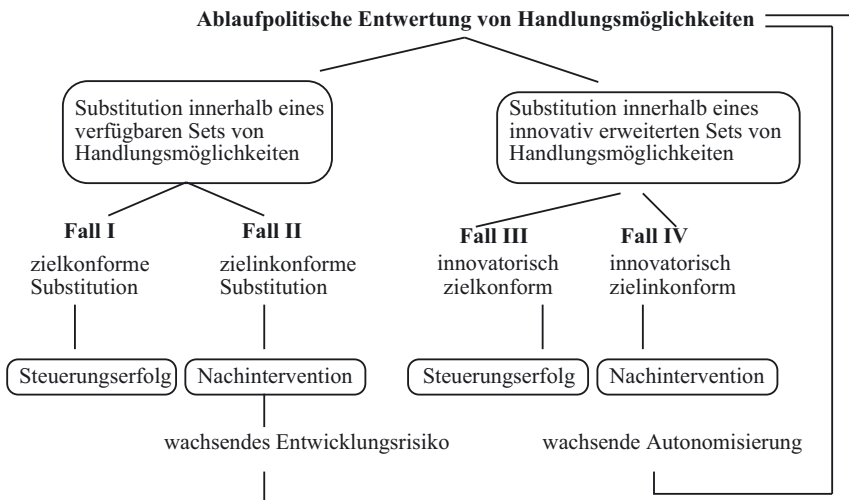 Ablaufpolitische Entwertung von Handlungsmöglichkeiten
Substitution innerhalb eines
verfügbaren Sets von
Handlungsmöglichkeiten
Substitution innerhalb eines
innovativ erweiterten Sets von
Handlungsmöglichkeiten
Fall I
zielkonforme
Substitution
Fall II
zielinkonforme
Substitution
Fall III
innovatorisch
zielkonform
Fall IV
innovatorisch
zielinkonform
Steuerungserfolg
Nachintervention
Steuerungserfolg
Nachintervention
wachsendes Entwicklungsrisiko
wachsende Autonomisierung